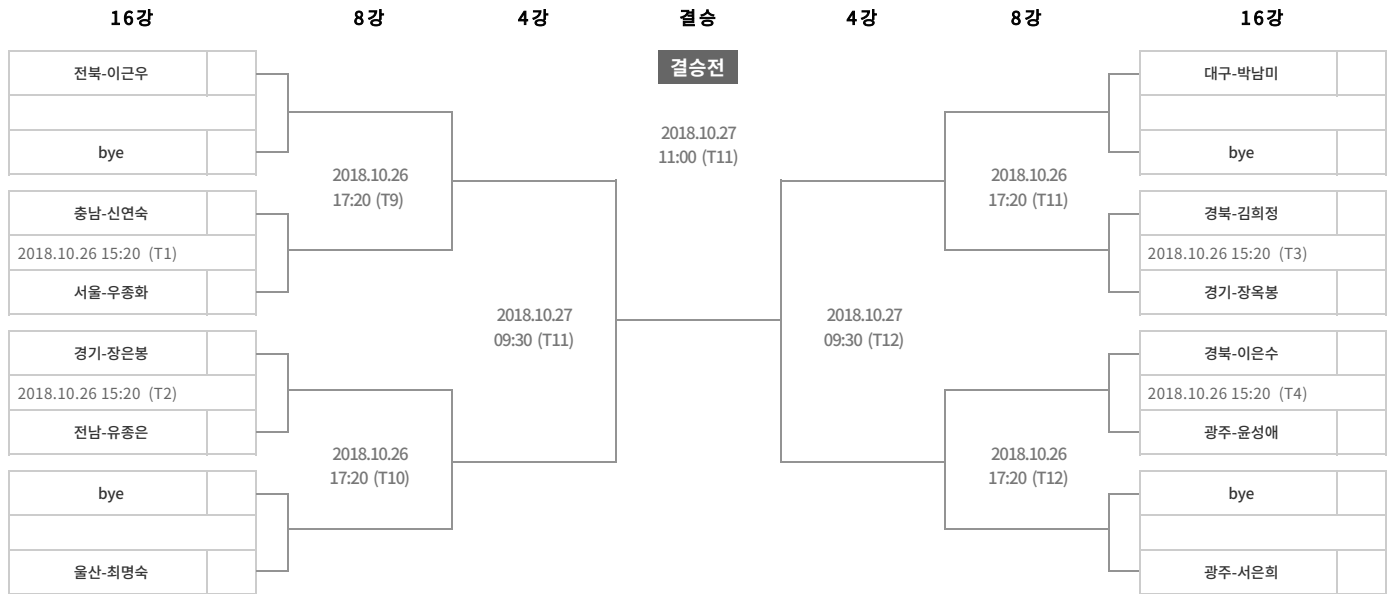 16강 8강 4강 결승 4강 8강 16강
결승전
2018.10.27
11:00 (T11)
전북-이근우
bye
충남-신연숙
2018.10.26 15:20 (T1)
서울-우종화
경기-장은봉
2018.10.26 15:20 (T2)
전남-유종은
bye
울산-최명숙
2018.10.26
17:20 (T9)
2018.10.26
17:20 (T10)
2018.10.27
09:30 (T11)
2018.10.27
09:30 (T12)
2018.10.26
17:20 (T11)
2018.10.26
17:20 (T12)
대구-박남미
bye
경북-김희정
2018.10.26 15:20 (T3)
경기-장옥봉
경북-이은수
2018.10.26 15:20 (T4)
광주-윤성애
bye
광주-서은희